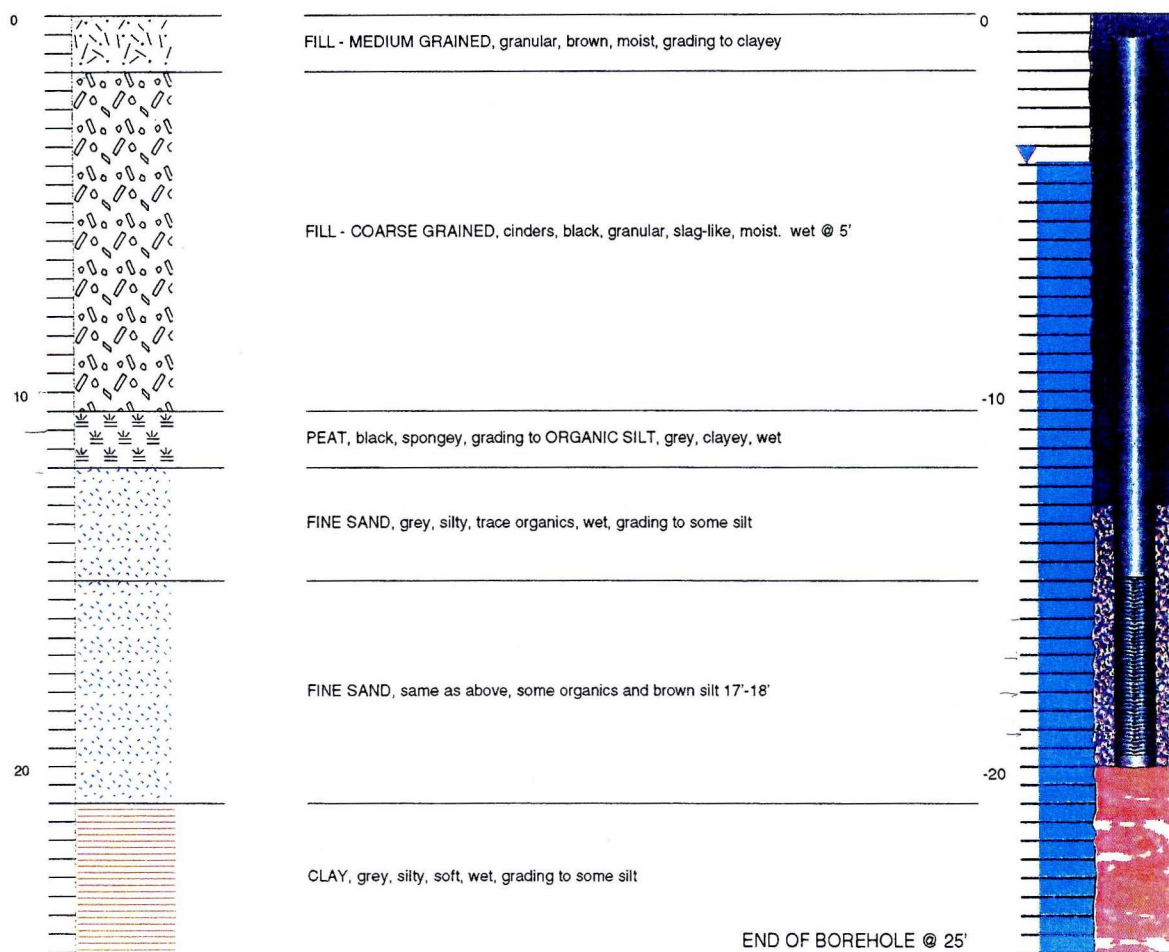 0
0
FILL - MEDIUM GRAINED, granular, brown, moist, grading to clayey
FILL - COARSE GRAINED, cinders, black, granular, slag-like, moist. wet @ 5'
10
-10
PEAT, black, spongey, grading to ORGANIC SILT, grey, clayey, wet
FINE SAND, grey, silty, trace organics, wet, grading to some silt
FINE SAND, same as above, some organics and brown silt 17'-18'
20
-20
CLAY, grey, silty, soft, wet, grading to some silt
END OF BOREHOLE @ 25'